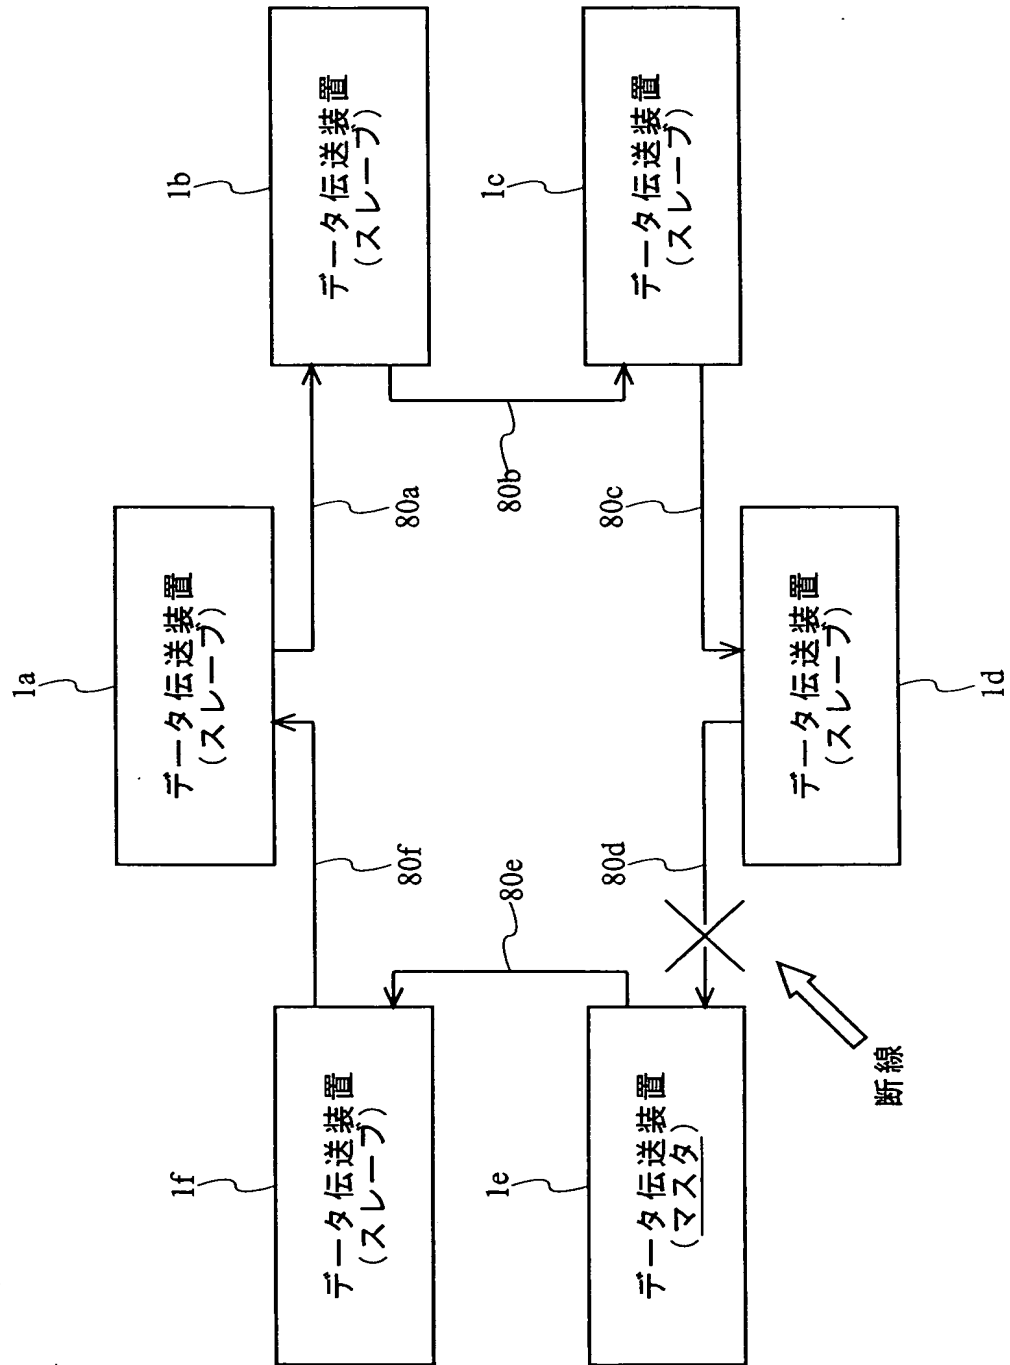 1a
データ伝送装置
(スレーブ)
1b
データ伝送装置
(スレーブ)
1c
データ伝送装置
(スレーブ)
1d
データ伝送装置
(スレーブ)
1e
データ伝送装置
(マスタ)
1f
データ伝送装置
(スレーブ)
80a
80b
80c
80d
80e
80f
断線